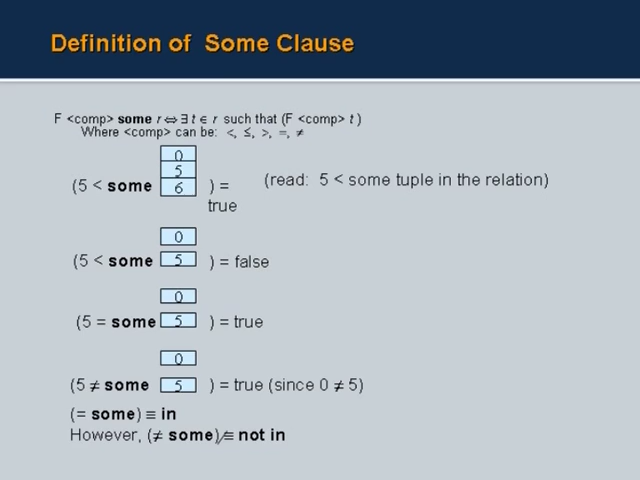 Definition of Some Clause
F <comp> some r ⇔ ∃ t ∈ r such that (F <comp> t )
Where <comp> can be: <, ≤, >, =, ≠
0
5
(5 < some 6 ) = (read: 5 < some tuple in the relation)
true
0
(5 < some 5 ) = false
0
(5 = some 5 ) = true
0
(5 ≠ some 5 ) = true (since 0 ≠ 5)
(= some) ≡ in
However, (≠ some) ≢ not in